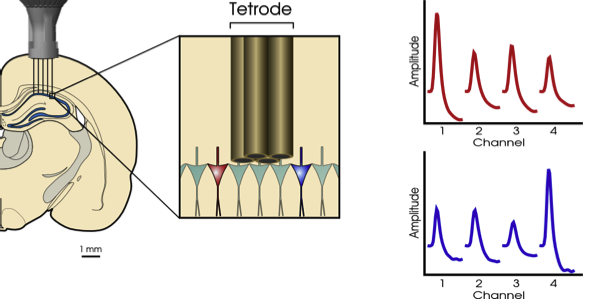 Tetrode
1 mm
Amplitude
1 2 3 4
Channel
Amplitude
1 2 3 4
Channel